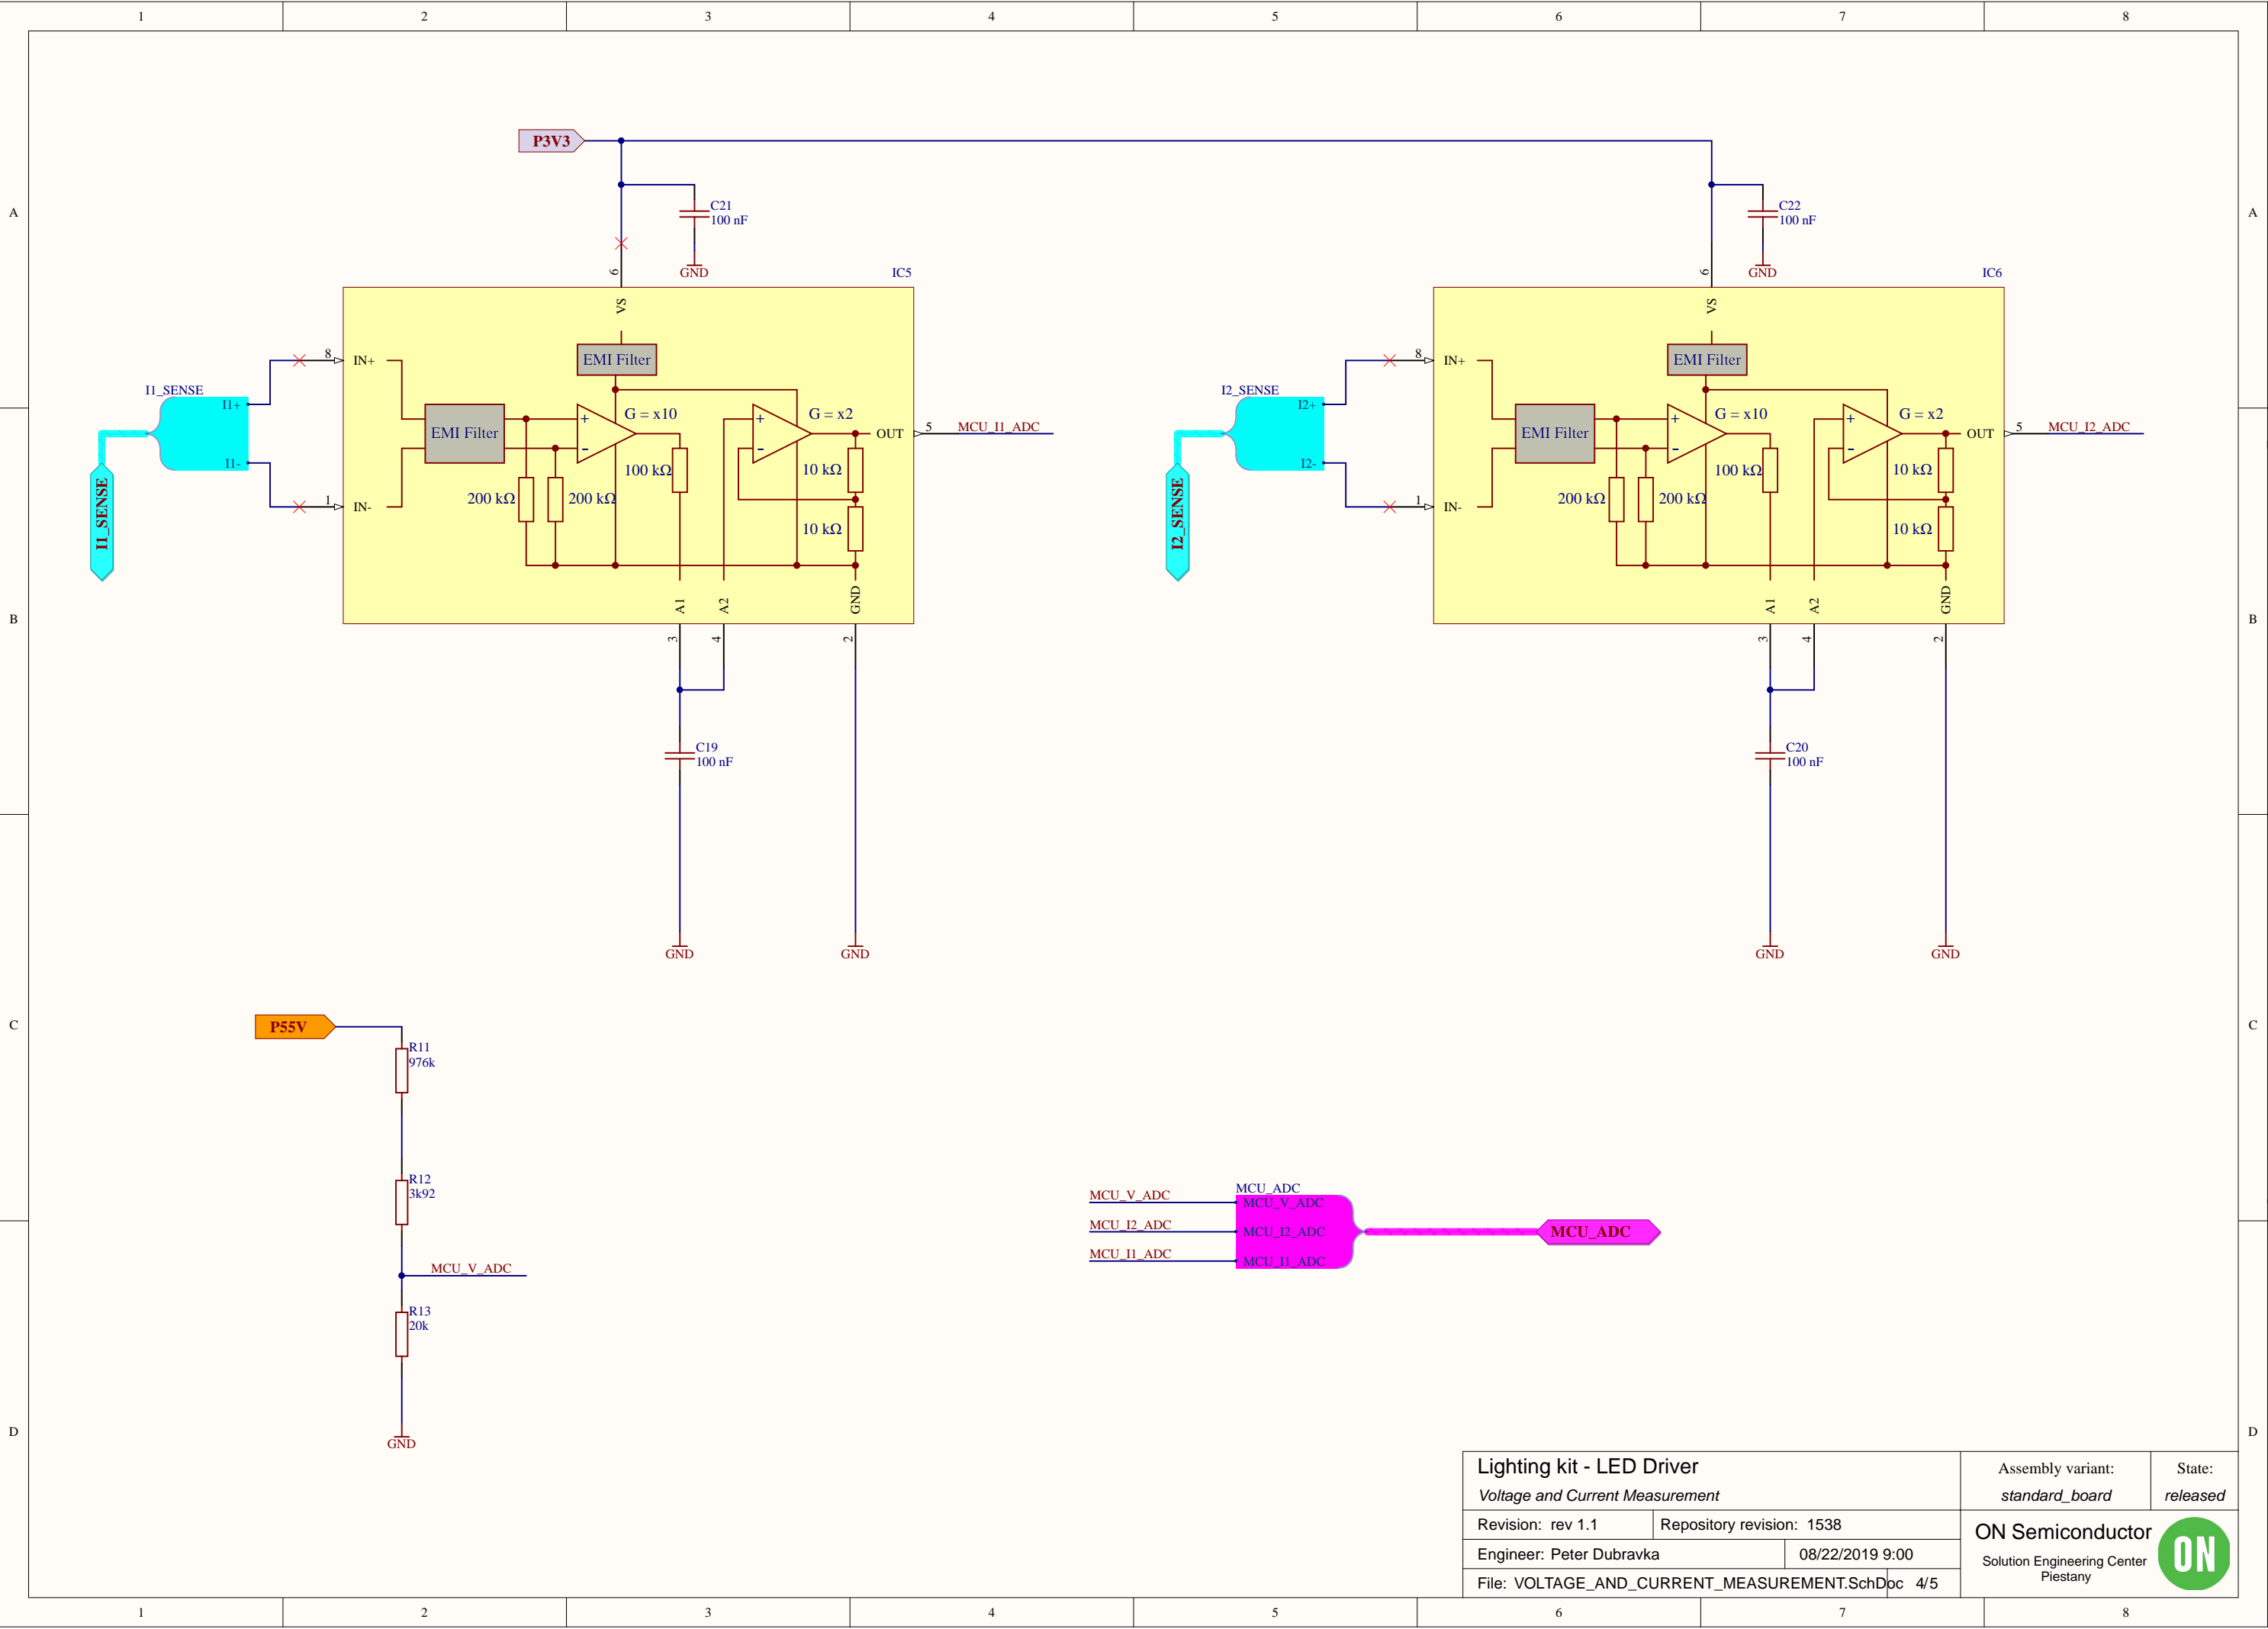 1 2 3 4 5 6 7 8
P3V3
A
C21
100 nF
C22
100 nF
A
GND
GND
6
IC5
6
IC6
VS
VS
EMI Filter
EMI Filter
8 IN+
8 IN+
I1_SENSE
I1+
G = x10
G = x2
I2_SENSE
I2+
G = x10
G = x2
EMI Filter
+
-
+
-
OUT 5 MCU_I1_ADC
EMI Filter
+
-
+
-
OUT 5 MCU_I2_ADC
I1-
100 kΩ
10 kΩ
I2-
100 kΩ
10 kΩ
200 kΩ
200 kΩ
200 kΩ
200 kΩ
1 IN-
1 IN-
I1_SENSE
I2_SENSE
10 kΩ
10 kΩ
B
A1
A2
GND
A1
A2
GND
B
3
4
2
3
4
2
C19
100 nF
C20
100 nF
GND
GND
GND
GND
C
P55V
C
R11
976k
R12
3k92
MCU_V_ADC
R13
20k
GND
MCU_ADC
MCU_V_ADC
MCU_V_ADC
MCU_I2_ADC
MCU_I2_ADC
MCU_ADC
MCU_I1_ADC
MCU_I1_ADC
D
D
Lighting kit - LED Driver
Voltage and Current Measurement
Assembly variant:
standard_board
State:
released
Revision: rev 1.1
Repository revision: 1538
Engineer: Peter Dubravka
08/22/2019 9:00
File: VOLTAGE_AND_CURRENT_MEASUREMENT.SchDoc 4/5
ON Semiconductor
Solution Engineering Center
Piestany
ON
1 2 3 4 5 6 7 8